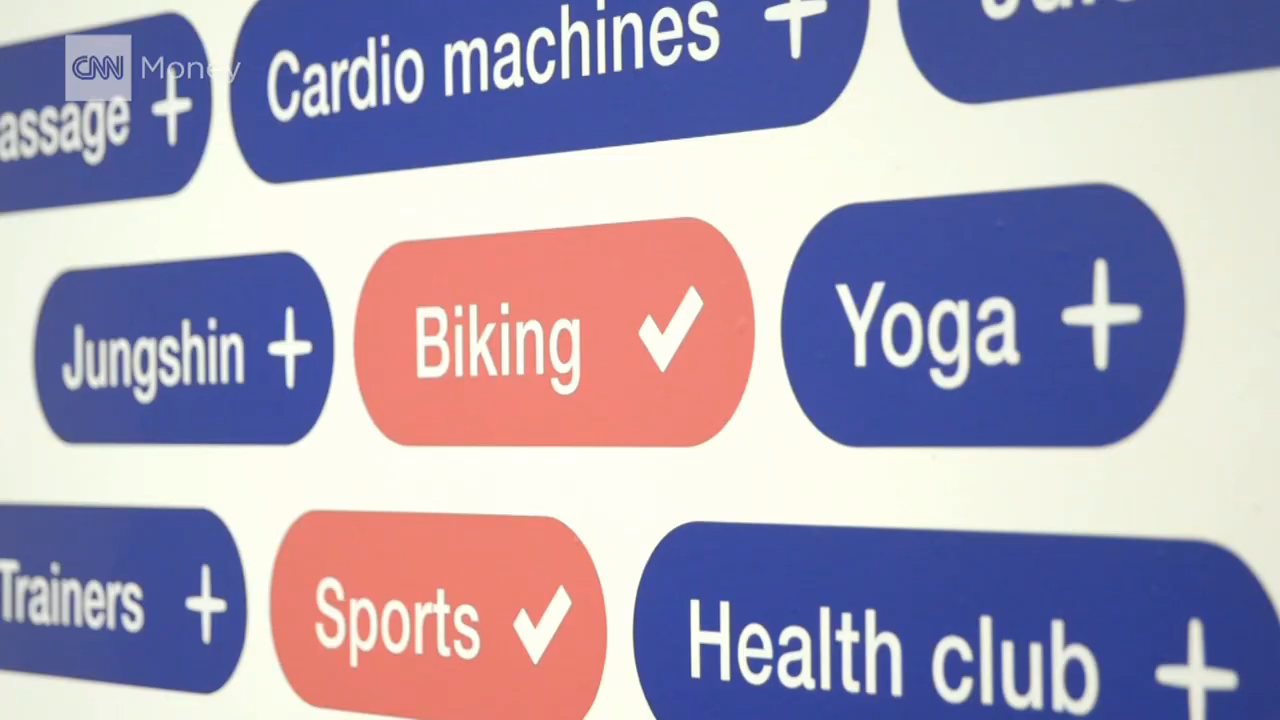 CNN Money
assage +
Cardio machines +
Jungshin +
Biking ✓
Yoga +
Trainers +
Sports ✓
Health club +